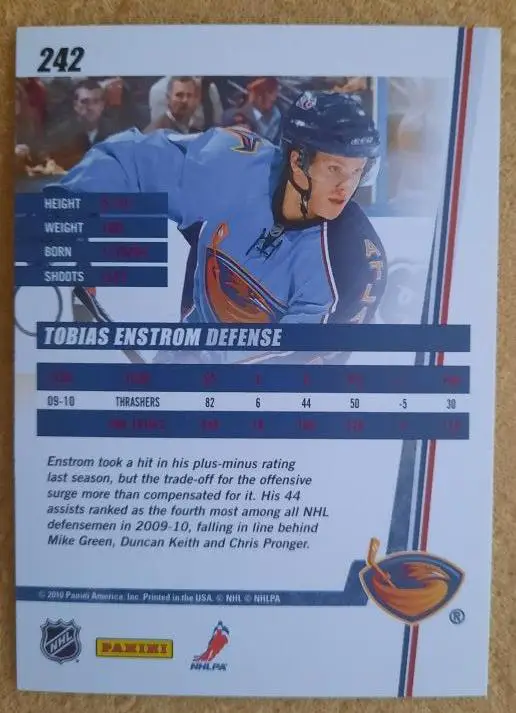 242
HEIGHT
WEIGHT
BORN
SHOOTS
ATLA
TOBIAS ENSTROM DEFENSE
09-10 THRASHERS 82 6 44 50 -5 30
Enstrom took a hit in his plus-minus rating
last season, but the trade-off for the offensive
surge more than compensated for it. His 44
assists ranked as the fourth most among all NHL
defensemen in 2009-10, falling in line behind
Mike Green, Duncan Keith and Chris Pronger.
© 2010 Panini America, Inc. Printed in the USA. © NHL © NHLPA
®
NHL PANINI NHLPA